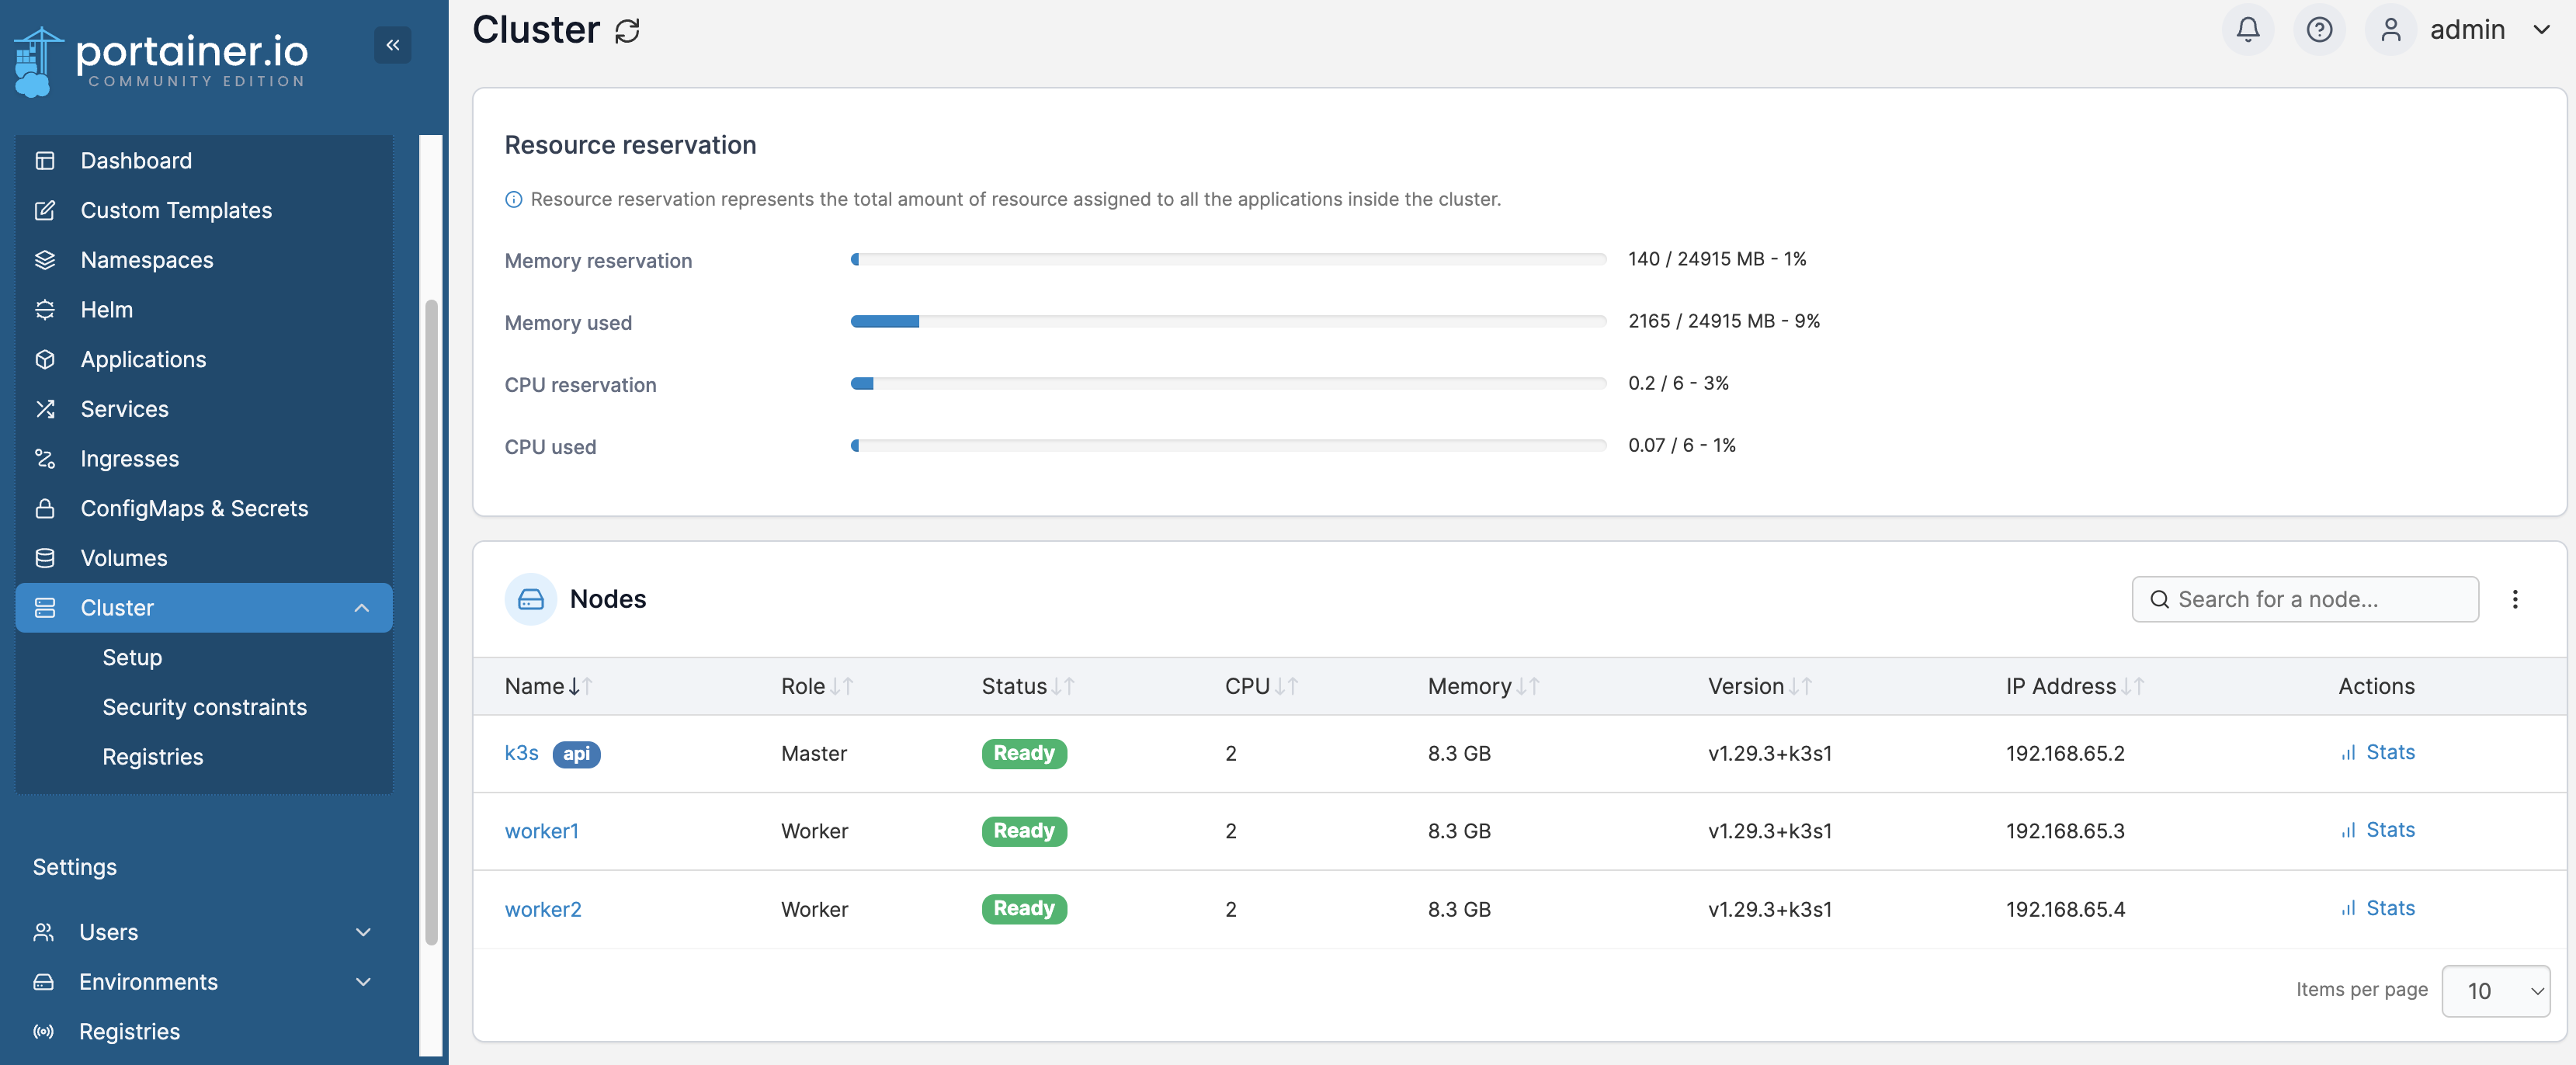 portainer.io
COMMUNITY EDITION
Dashboard
Custom Templates
Namespaces
Helm
Applications
Services
Ingresses
ConfigMaps & Secrets
Volumes
Cluster
Setup
Security constraints
Registries
Settings
Users
Environments
Registries
Cluster
admin
Resource reservation
Resource reservation represents the total amount of resource assigned to all the applications inside the cluster.
Memory reservation 140 / 24915 MB - 1%
Memory used 2165 / 24915 MB - 9%
CPU reservation 0.2 / 6 - 3%
CPU used 0.07 / 6 - 1%
Nodes
Search for a node...
Name Role Status CPU Memory Version IP Address Actions
k3s api Master Ready 2 8.3 GB v1.29.3+k3s1 192.168.65.2 Stats
worker1 Worker Ready 2 8.3 GB v1.29.3+k3s1 192.168.65.3 Stats
worker2 Worker Ready 2 8.3 GB v1.29.3+k3s1 192.168.65.4 Stats
Items per page 10